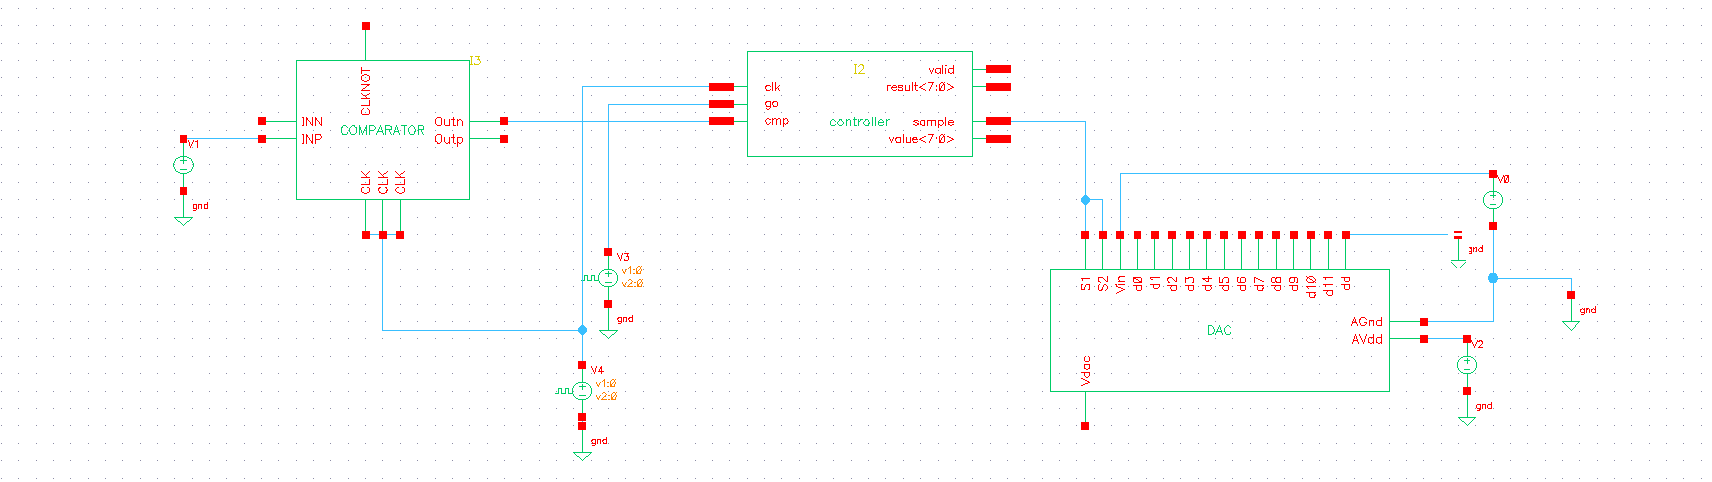 I3
CLKNOT
INN
INP
COMPARATOR
Outn
Outp
CLK CLK CLK
V1
gnd
I2
clk
go
cmp
controller
valid
result<7:0>
sample
value<7:0>
V3
v1:0
v2:0
gnd
V4
v1:0
v2:0
gnd
V0
gnd
gnd
S1 S2 Vin d0 d1 d2 d3 d4 d5 d6 d7 d8 d9 d10 d11 dd
DAC
AGnd
AVdd
Vdac
V2
gnd